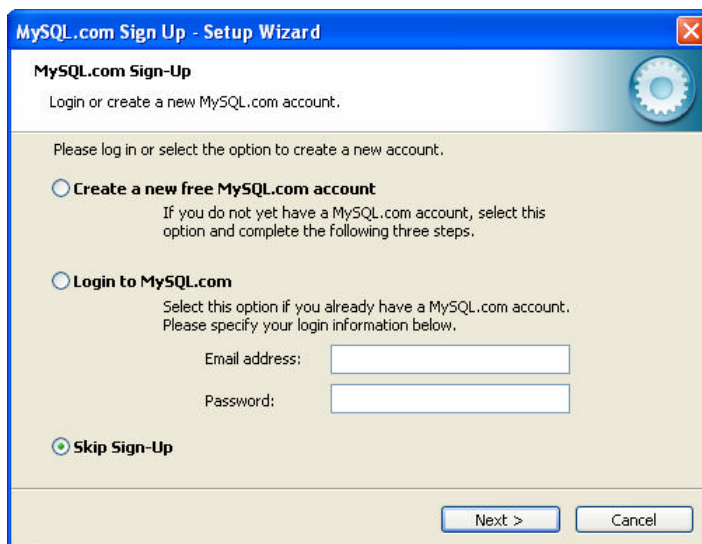 MySQL.com Sign Up - Setup Wizard
MySQL.com Sign-Up
Login or create a new MySQL.com account.
Please log in or select the option to create a new account.
Create a new free MySQL.com account
If you do not yet have a MySQL.com account, select this
option and complete the following three steps.
Login to MySQL.com
Select this option if you already have a MySQL.com account.
Please specify your login information below.
Email address:
Password:
Skip Sign-Up
Next >
Cancel